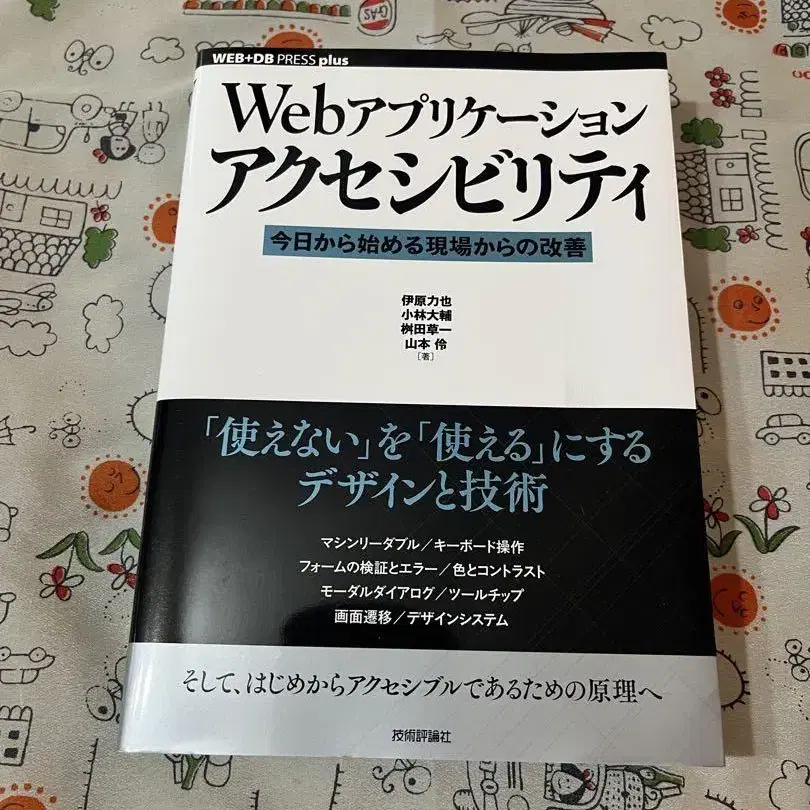 GAS
WEB+DB PRESS plus
Webアプリケーション
アクセシビリティ
今日から始める現場からの改善
伊原力也
小林大輔
桝田草一
山本 伶
[著]
「使えない」を「使える」にする
デザインと技術
マシンリーダブル/キーボード操作
フォームの検証とエラー/色とコントラスト
モーダルダイアログ/ツールチップ
画面遷移/デザインシステム
そして、はじめからアクセシブルであるための原理へ
技術評論社